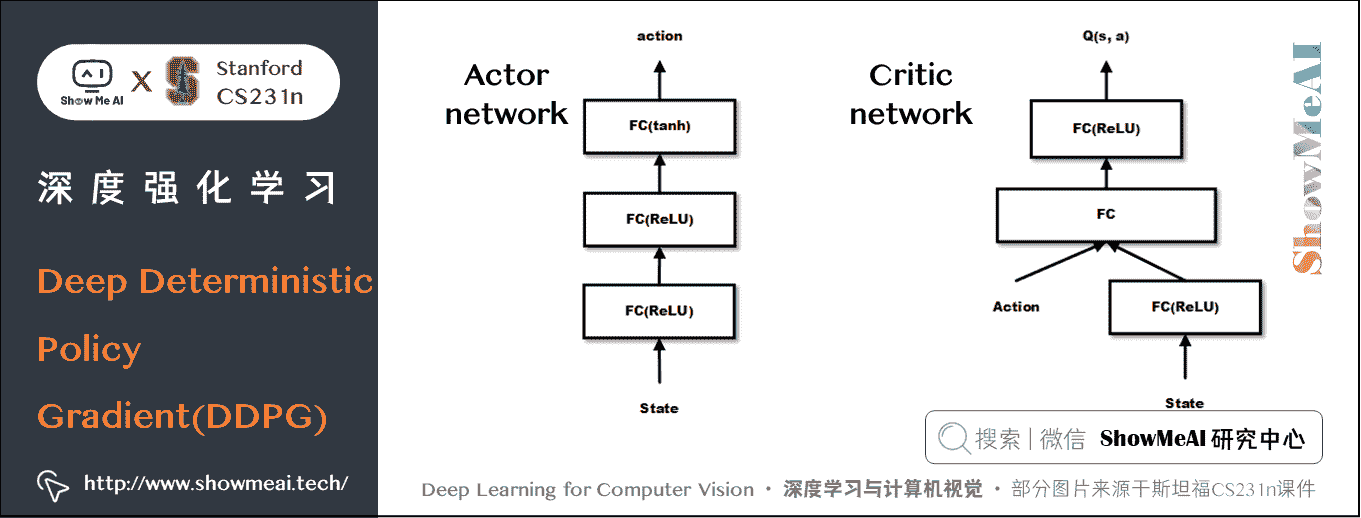 Show Me AI
X
Stanford
CS231n
深度强化学习
Deep Deterministic
Policy
Gradient(DDPG)
http://www.showmeai.tech/
Actor
network
action
FC(tanh)
FC(ReLU)
FC(ReLU)
State
Critic
network
Q(s, a)
FC(ReLU)
FC
Action
FC(ReLU)
State
ShowMeAI
搜索 | 微信 ShowMeAI 研究中心
Deep Learning for Computer Vision · 深度学习与计算机视觉 · 部分图片来源于斯坦福CS231n课件